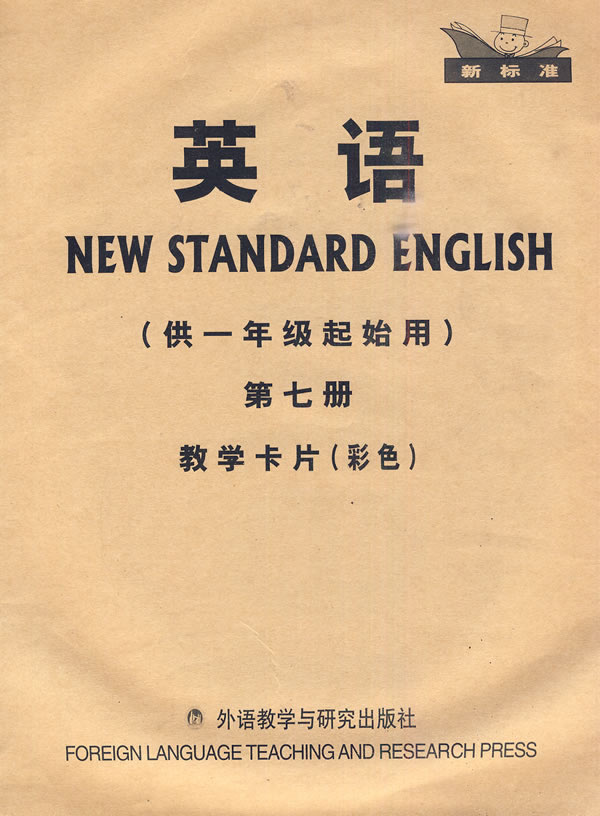 新标准
英语
NEW STANDARD ENGLISH
(供一年级起始用)
第七册
教学卡片(彩色)
外语教学与研究出版社
FOREIGN LANGUAGE TEACHING AND RESEARCH PRESS